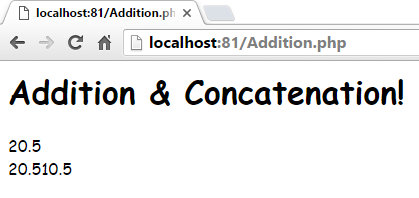 localhost:81/Addition.ph
localhost:81/Addition.php
Addition & Concatenation!
20.5
20.510.5